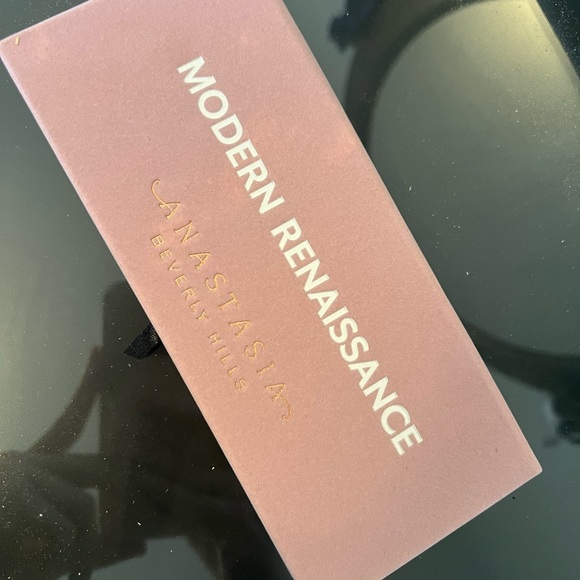 MODERN RENAISSANCE
ANASTASIA
BEVERLY HILLS